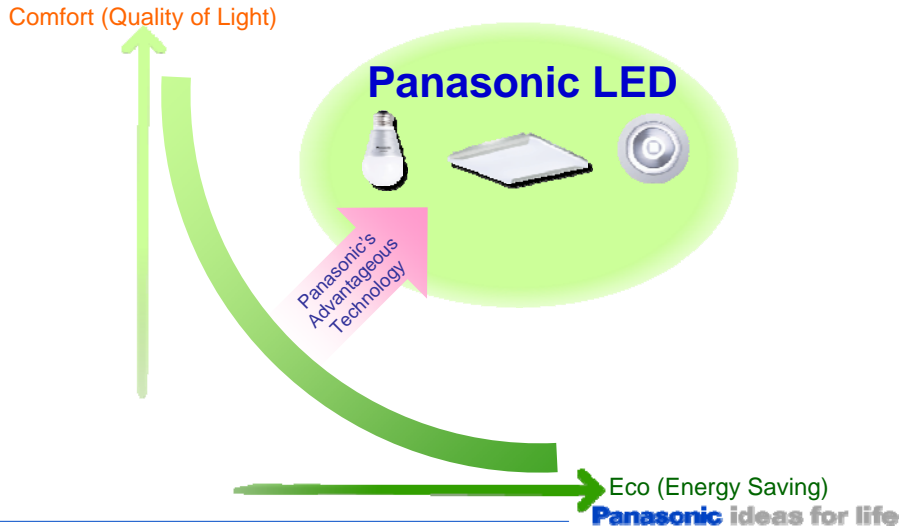 Comfort (Quality of Light)
Panasonic LED
Panasonic's
Advantageous
Technology
Eco (Energy Saving)
Panasonic ideas for life